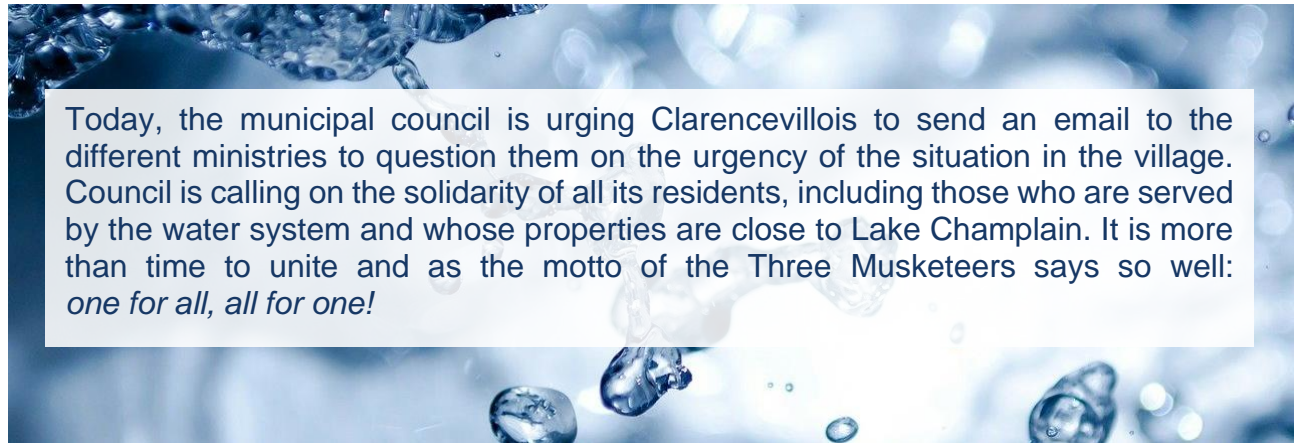 Today, the municipal council is urging Clarencevillois to send an email to the
different ministries to question them on the urgency of the situation in the village.
Council is calling on the solidarity of all its residents, including those who are served
by the water system and whose properties are close to Lake Champlain. It is more
than time to unite and as the motto of the Three Musketeers says so well:
one for all, all for one!